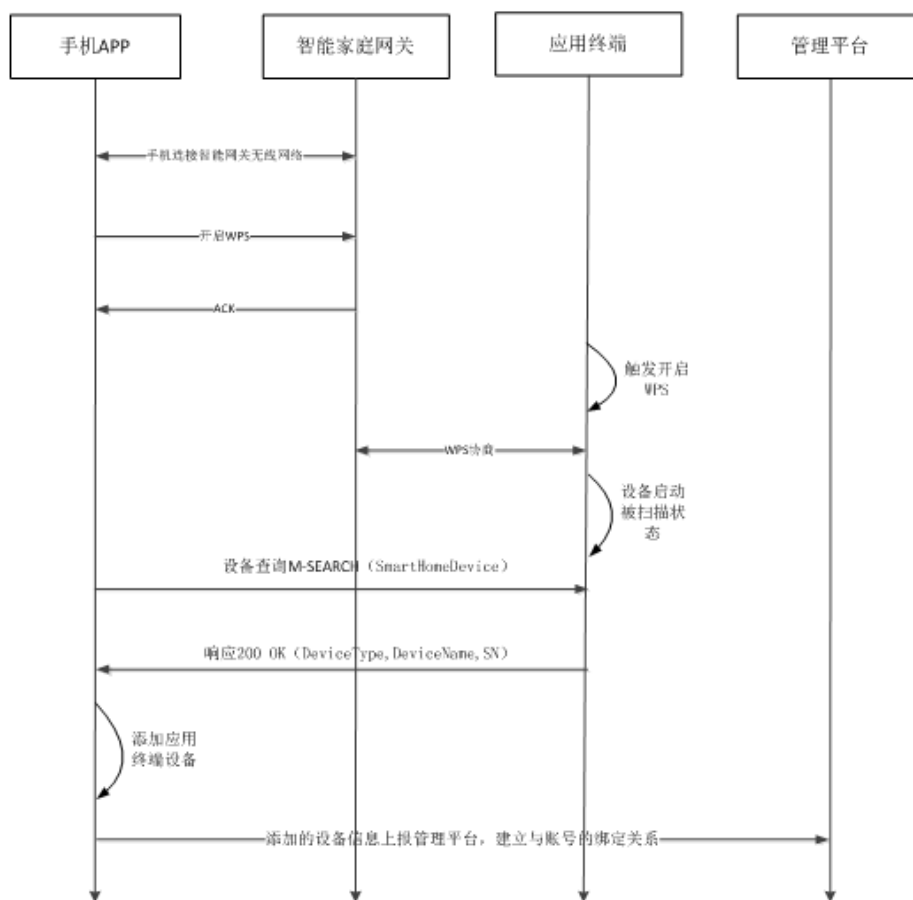 手机APP
智能家庭网关
应用终端
管理平台
手机连接智能网关无线网络
开启WPS
ACK
触发开启
WPS
WPS协商
设备启动
被扫描状
态
设备查询M-SEARCH（SmartHomeDevice）
响应200 OK（DeviceType,DeviceName,SN）
添加应用
终端设备
添加的设备信息上报管理平台，建立与账号的绑定关系